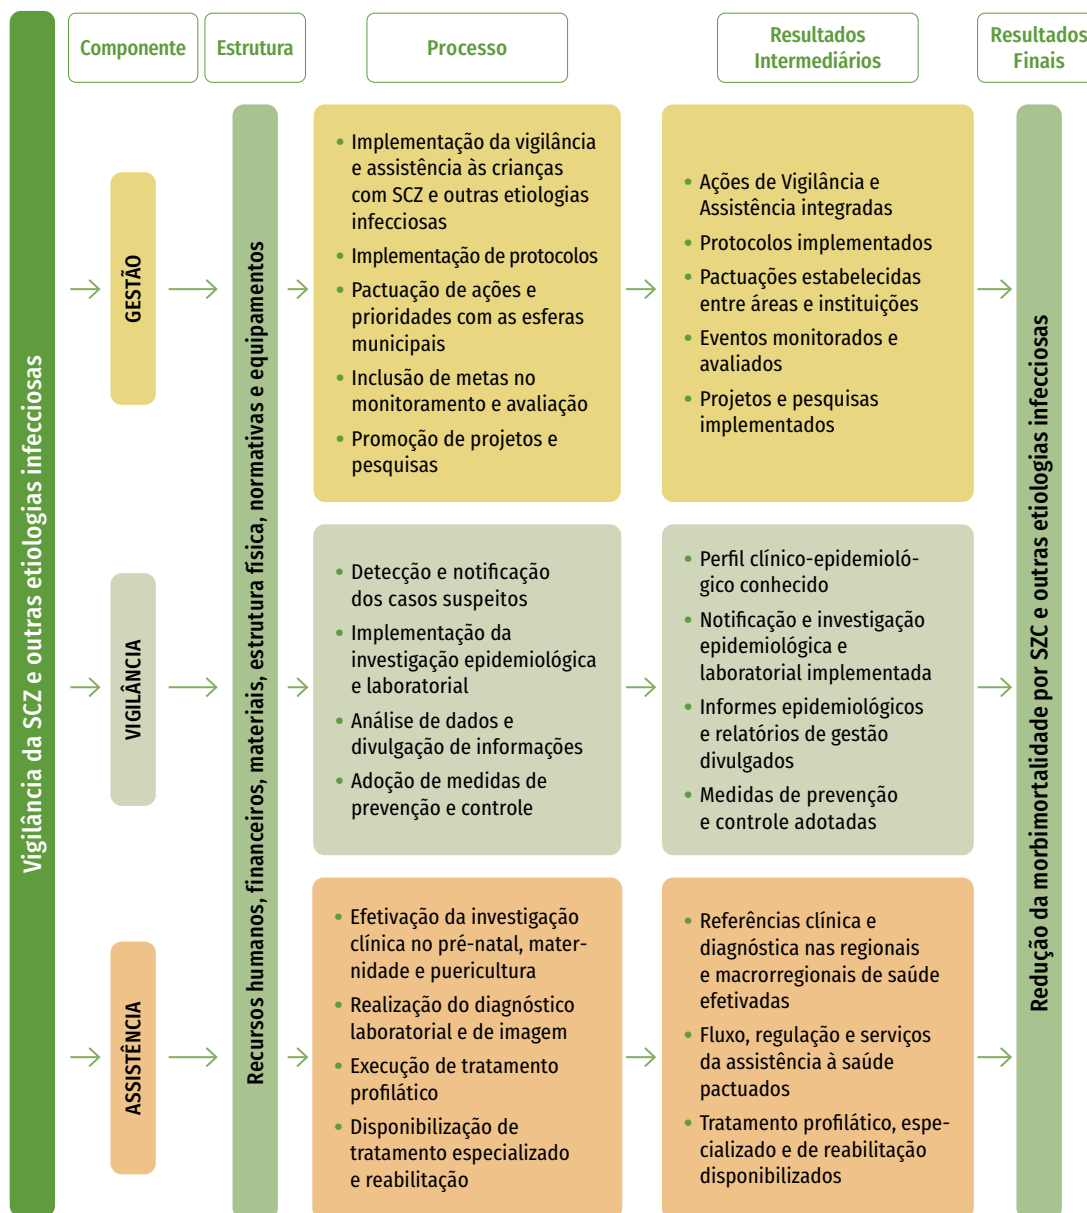 Componente
Estrutura
Processo
Resultados
Intermediários
Resultados
Finais
Vigilância da SCZ e outras etiologias infecciosas
GESTÃO
Recursos humanos, financeiros, materiais, estrutura física, normativas e equipamentos
• Implementação da vigilância
e assistência às crianças
com SCZ e outras etiologias
infecciosas
• Implementação de protocolos
• Pactuação de ações e
prioridades com as esferas
municipais
• Inclusão de metas no
monitoramento e avaliação
• Promoção de projetos e
pesquisas
• Ações de Vigilância e
Assistência integradas
• Protocolos implementados
• Pactuações estabelecidas
entre áreas e instituições
• Eventos monitorados e
avaliados
• Projetos e pesquisas
implementados
Redução da morbimortalidade por SZC e outras etiologias infecciosas
VIGILÂNCIA
• Detecção e notificação
dos casos suspeitos
• Implementação da
investigação epidemiológica
e laboratorial
• Análise de dados e
divulgação de informações
• Adoção de medidas de
prevenção e controle
• Perfil clínico-epidemioló-
gico conhecido
• Notificação e investigação
epidemiológica e
laboratorial implementada
• Informes epidemiológicos
e relatórios de gestão
divulgados
• Medidas de prevenção
e controle adotadas
ASSISTÊNCIA
• Efetivação da investigação
clínica no pré-natal, mater-
nidade e puericultura
• Realização do diagnóstico
laboratorial e de imagem
• Execução de tratamento
profilático
• Disponibilização de
tratamento especializado
e reabilitação
• Referências clínica e
diagnóstica nas regionais
e macrorregionais de saúde
efetivadas
• Fluxo, regulação e serviços
da assistência à saúde
pactuados
• Tratamento profilático, espe-
cializado e de reabilitação
disponibilizados